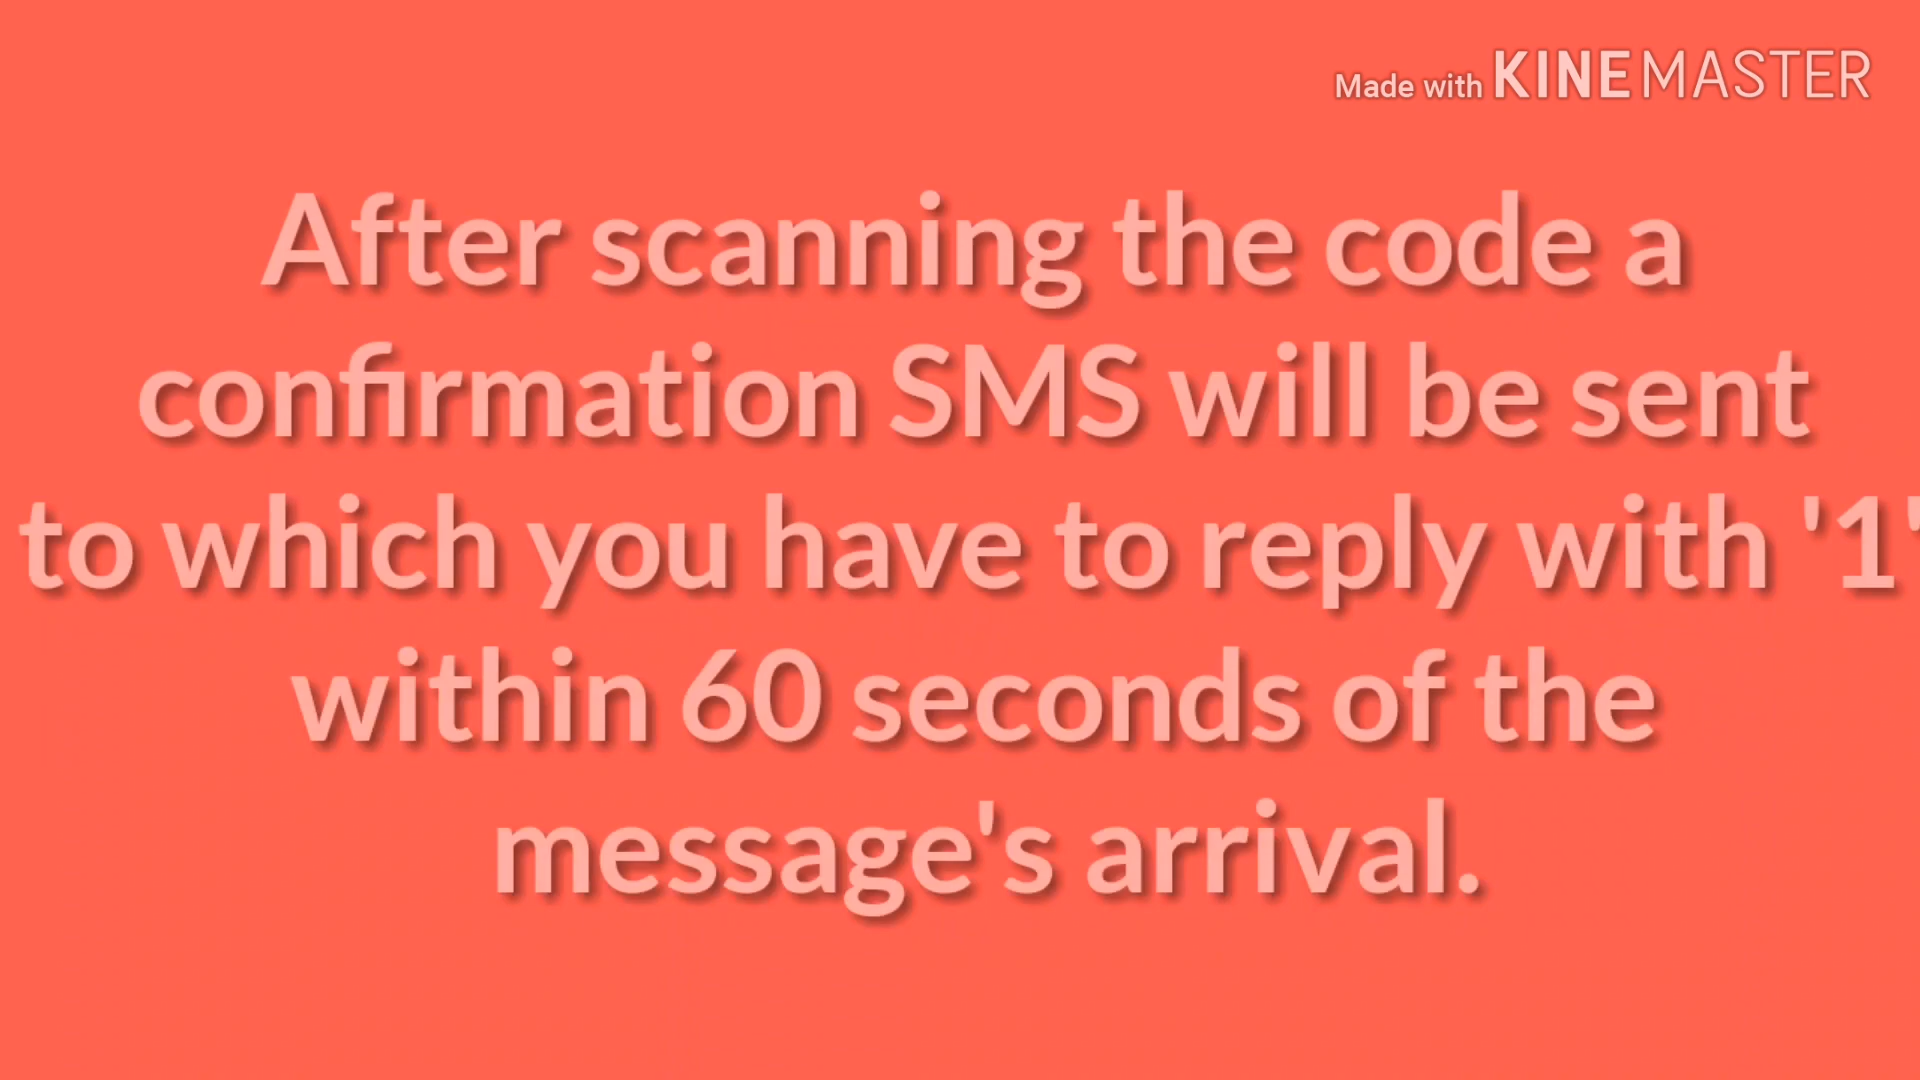 Made with KINEMASTER
After scanning the code a
confirmation SMS will be sent
to which you have to reply with '1'
within 60 seconds of the
message's arrival.